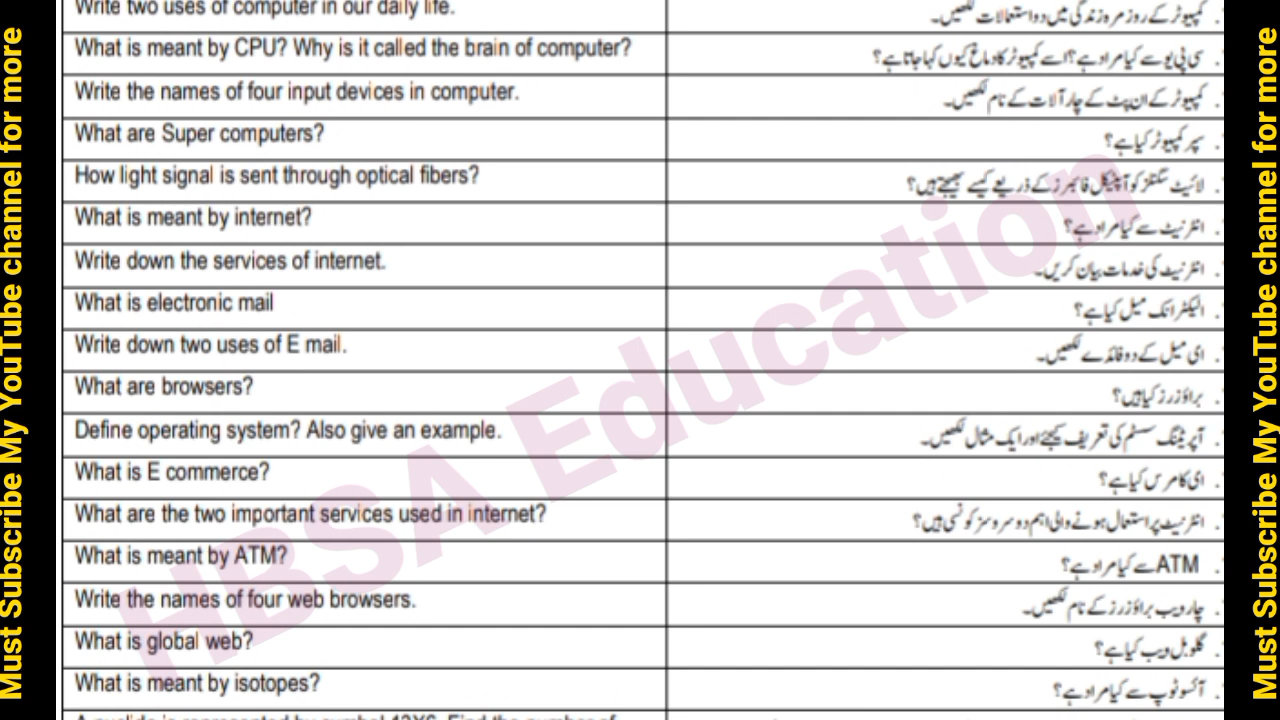 Must Subscribe My YouTube channel for more
Write two uses of computer in our daily life.
کمپیوٹر کے روزمرہ زندگی میں دو استعمالات لکھیں۔
What is meant by CPU? Why is it called the brain of computer?
سی پی یو سے کیا مراد ہے؟ اسے کمپیوٹر کا دماغ کیوں کہا جاتا ہے؟
Write the names of four input devices in computer.
کمپیوٹر کے ان پٹ کے چار آلات کے نام لکھیں۔
What are Super computers?
سپر کمپیوٹر کیا ہے؟
How light signal is sent through optical fibers?
لائیٹ سگنلز کو آپٹیکل فائبرز کے ذریعے کیسے بھیجتے ہیں؟
What is meant by internet?
انٹرنیٹ سے کیا مراد ہے؟
Write down the services of internet.
انٹرنیٹ کی خدمات بیان کریں۔
What is electronic mail
الیکٹرانک میل کیا ہے؟
Write down two uses of E mail.
ای میل کے دو فائدے لکھیں۔
What are browsers?
براؤزرز کیا ہیں؟
Define operating system? Also give an example.
آپریٹنگ سسٹم کی تعریف کیجئے اور ایک مثال لکھیں۔
What is E commerce?
ای کامرس کیا ہے؟
What are the two important services used in internet?
انٹرنیٹ پر استعمال ہونے والی اہم دو سروسز کونسی ہیں؟
What is meant by ATM?
ATM سے کیا مراد ہے؟
Write the names of four web browsers.
چار ویب براؤزرز کے نام لکھیں۔
What is global web?
گلوبل ویب کیا ہے؟
What is meant by isotopes?
آئسوٹوپ سے کیا مراد ہے؟
HBSA Education
Must Subscribe My YouTube channel for more